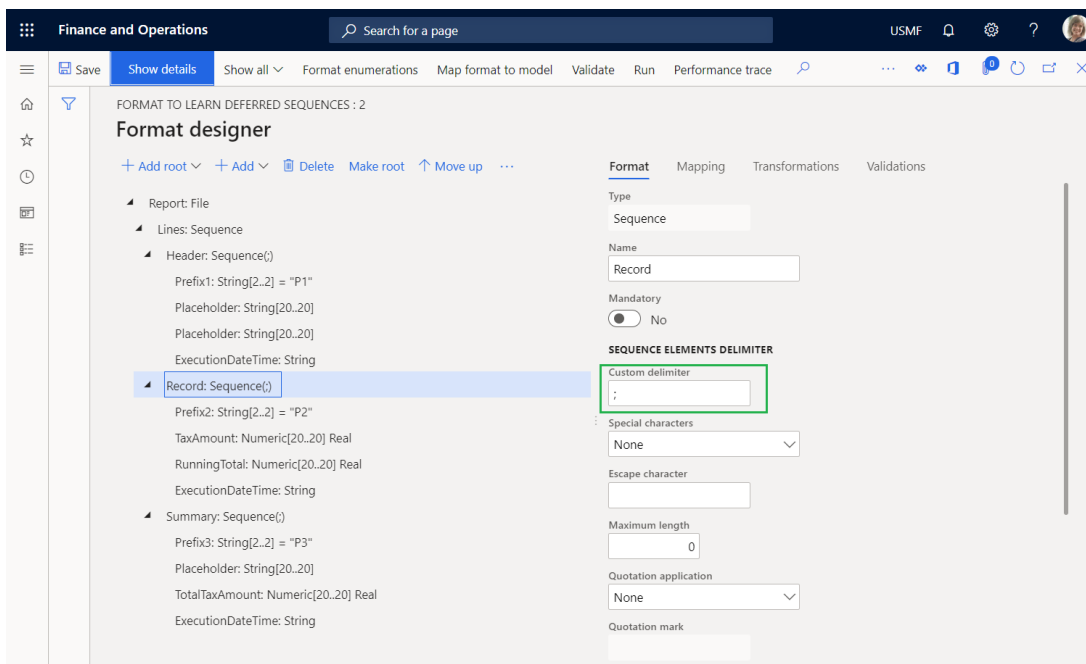 Finance and Operations
Search for a page
USMF
?
Save
Show details
Show all
Format enumerations
Map format to model
Validate
Run
Performance trace
...
0
FORMAT TO LEARN DEFERRED SEQUENCES : 2
Format designer
+ Add root
+ Add
Delete
Make root
Move up
...
Report: File
Lines: Sequence
Header: Sequence(;)
Prefix1: String[2..2] = "P1"
Placeholder: String[20..20]
Placeholder: String[20..20]
ExecutionDateTime: String
Record: Sequence(;)
Prefix2: String[2..2] = "P2"
TaxAmount: Numeric[20..20] Real
RunningTotal: Numeric[20..20] Real
ExecutionDateTime: String
Summary: Sequence(;)
Prefix3: String[2..2] = "P3"
Placeholder: String[20..20]
TotalTaxAmount: Numeric[20..20] Real
ExecutionDateTime: String
Format
Mapping
Transformations
Validations
Type
Sequence
Name
Record
Mandatory
No
SEQUENCE ELEMENTS DELIMITER
Custom delimiter
;
Special characters
None
Escape character
Maximum length
0
Quotation application
None
Quotation mark